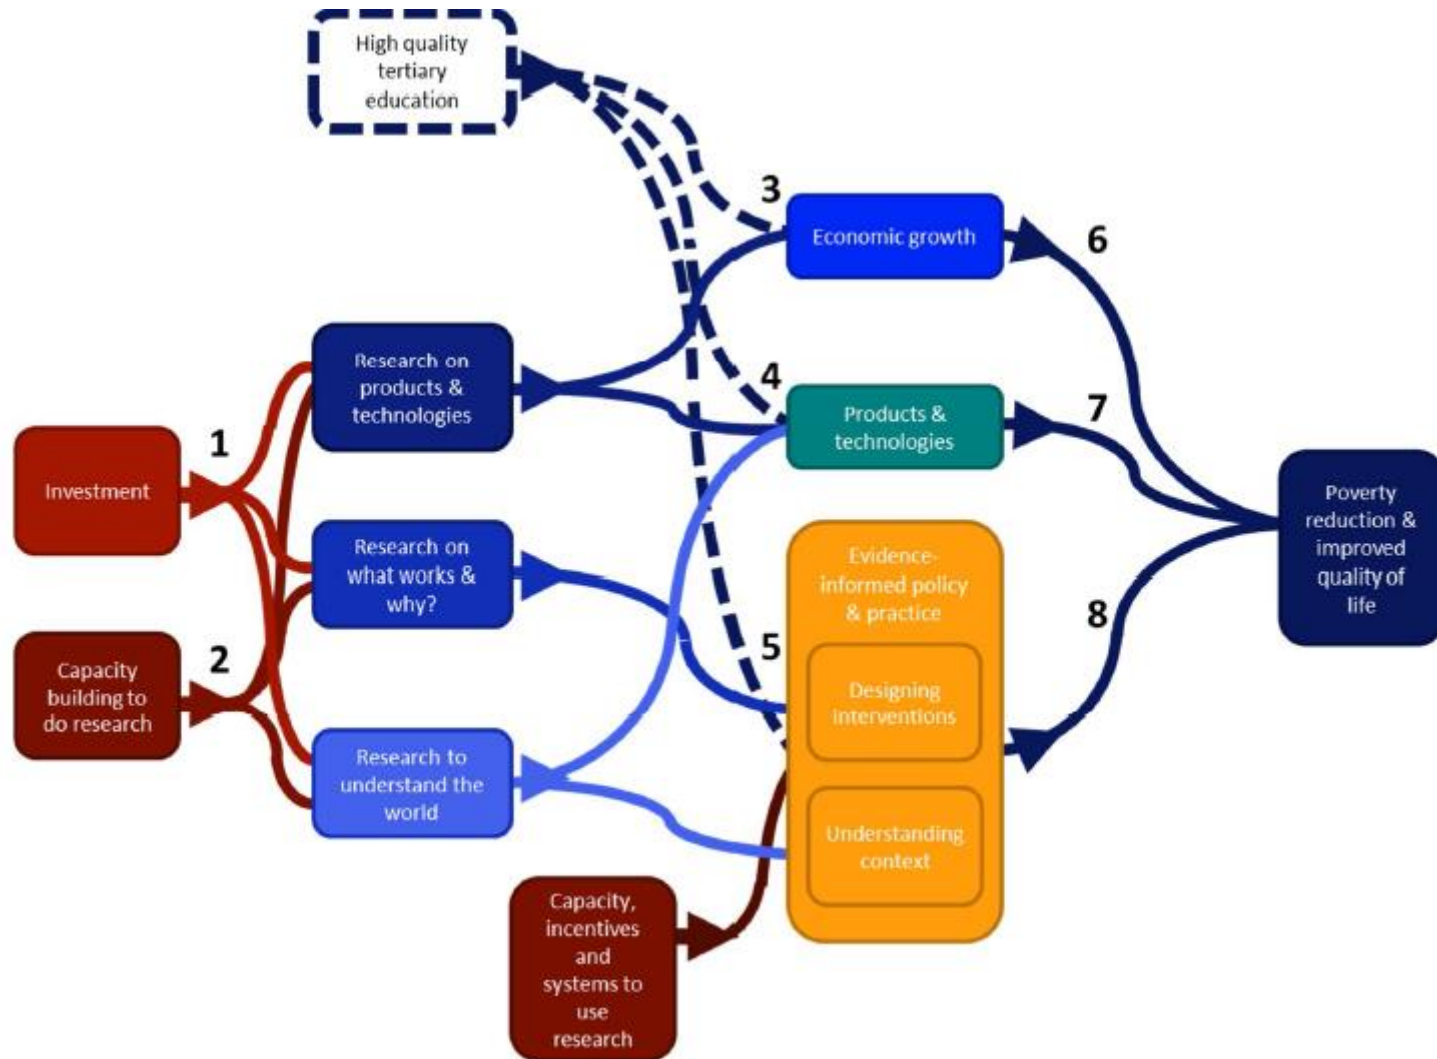 High quality
tertiary
education
3
Economic growth
6
Research on
products &
technologies
4
Products &
technologies
7
1
Investment
Poverty
reduction &
improved
quality of
life
Research on
what works &
why?
Evidence-
informed policy
& practice
8
2
5
Capacity
building to
do research
Designing
interventions
Research to
understand the
world
Understanding
context
Capacity,
incentives
and
systems to
use
research